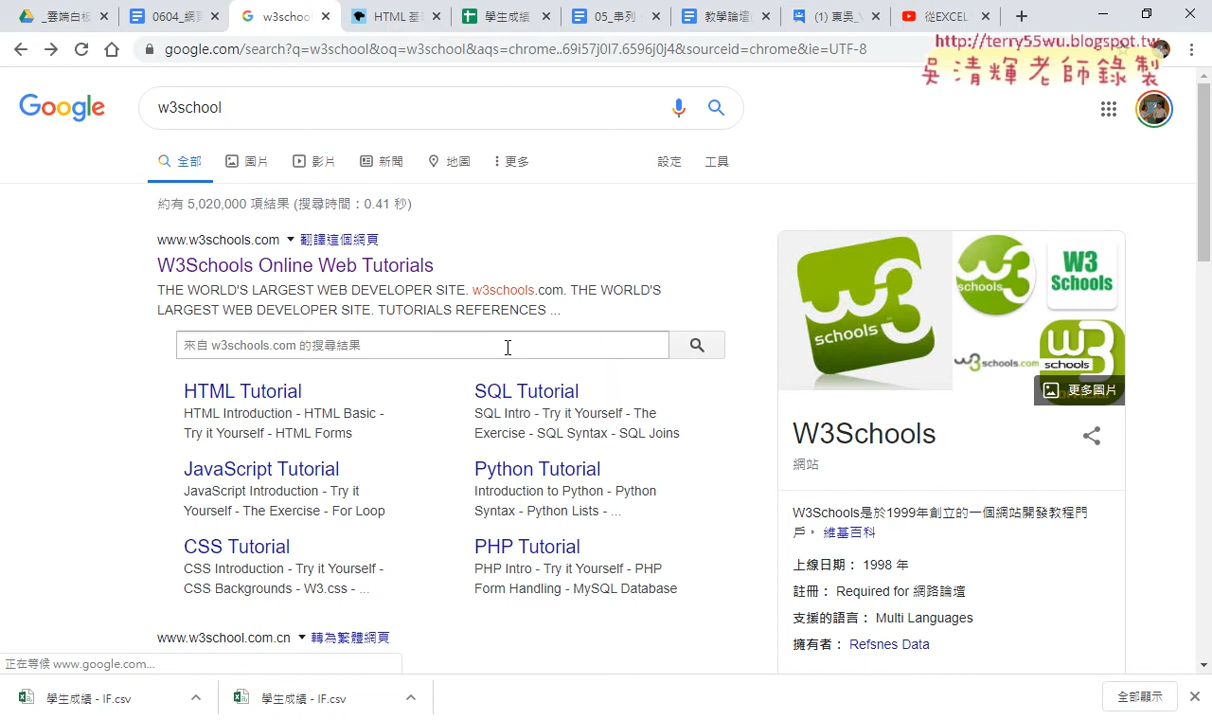 _雲端白板
0604_網頁
w3school
HTML 基
學生成績
05_串列
教學論壇
(1) 東吳_V
從EXCEL
google.com/search?q=w3school&oq=w3school&aqs=chrome..69i57j0l7.6596j0j4&sourceid=chrome&ie=UTF-8
http://terry55wu.blogspot.tw
吳清輝老師錄製
Google
w3school
全部
圖片
影片
新聞
地圖
更多
設定
工具
約有 5,020,000 項結果 (搜尋時間：0.41 秒)
www.w3schools.com ▼ 翻譯這個網頁
W3Schools Online Web Tutorials
THE WORLD'S LARGEST WEB DEVELOPER SITE. w3schools.com. THE WORLD'S
LARGEST WEB DEVELOPER SITE. TUTORIALS REFERENCES ...
來自 w3schools.com 的搜尋結果
HTML Tutorial
HTML Introduction - HTML Basic -
Try it Yourself - HTML Forms
SQL Tutorial
SQL Intro - Try it Yourself - The
Exercise - SQL Syntax - SQL Joins
JavaScript Tutorial
JavaScript Introduction - Try it
Yourself - The Exercise - For Loop
Python Tutorial
Introduction to Python - Python
Syntax - Python Lists - ...
CSS Tutorial
CSS Introduction - Try it Yourself -
CSS Backgrounds - W3.css - ...
PHP Tutorial
PHP Intro - Try it Yourself - PHP
Form Handling - MySQL Database
www.w3school.com.cn ▼ 轉為繁體網頁
w3 schools
w3 schools
W3 Schools
w3schools.com
w3 schools
更多圖片
W3Schools
網站
W3Schools是於1999年創立的一個網站開發教程門
戶。 維基百科
上線日期： 1998 年
註冊： Required for 網路論壇
支援的語言： Multi Languages
擁有者： Refsnes Data
正在等候 www.google.com...
學生成績 - IF.csv
學生成績 - IF.csv
全部顯示